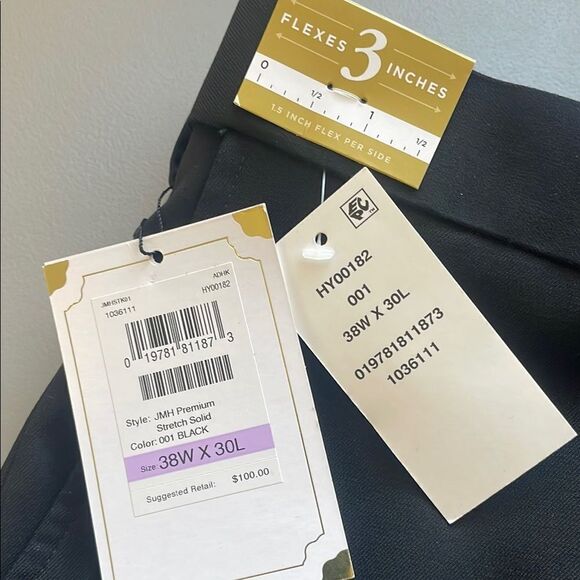 FLEXES 3 INCHES
0 1/2 1 1/2
1.5 INCH FLEX PER SIDE
EPC™
HY00182
001
38W X 30L
019781811873
1036111
ADHK
JMHSTK01 HY00182
1036111
0 19781 81187 3
Style: JMH Premium
Stretch Solid
Color: 001 BLACK
Size: 38W X 30L
Suggested Retail: $100.00